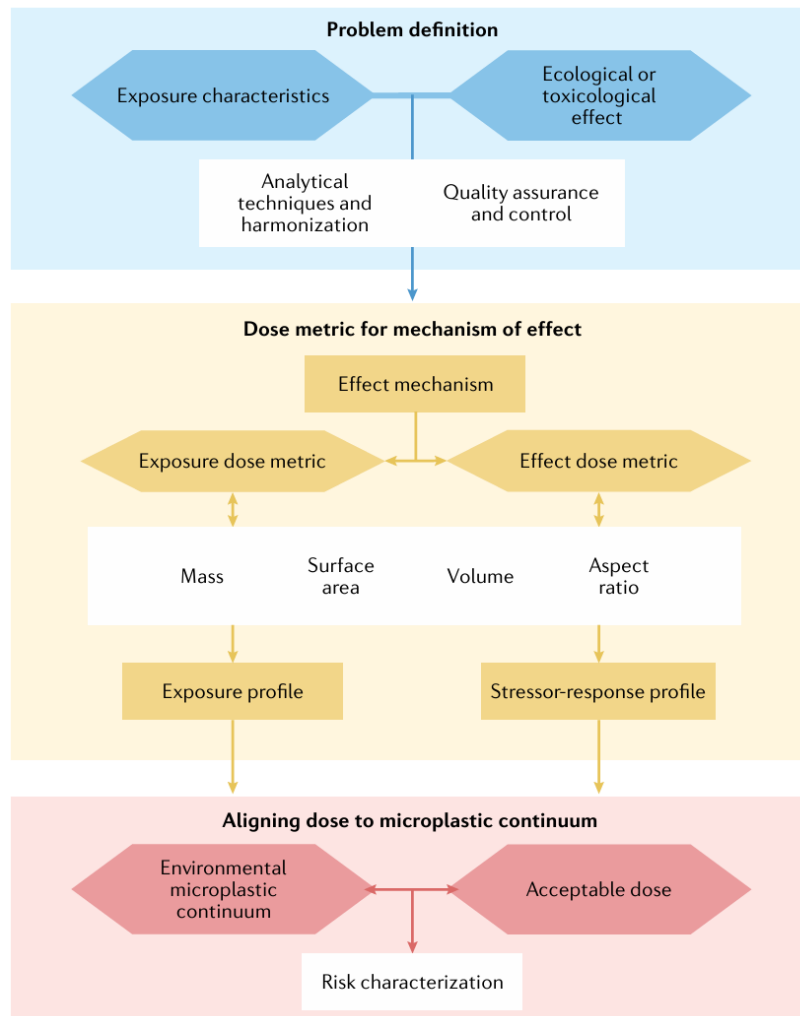 Problem definition
Exposure characteristics
Ecological or
toxicological
effect
Analytical
techniques and
harmonization
Quality assurance
and control
Dose metric for mechanism of effect
Effect mechanism
Exposure dose metric
Effect dose metric
Mass
Surface
area
Volume
Aspect
ratio
Exposure profile
Stressor-response profile
Aligning dose to microplastic continuum
Environmental
microplastic
continuum
Acceptable dose
Risk characterization